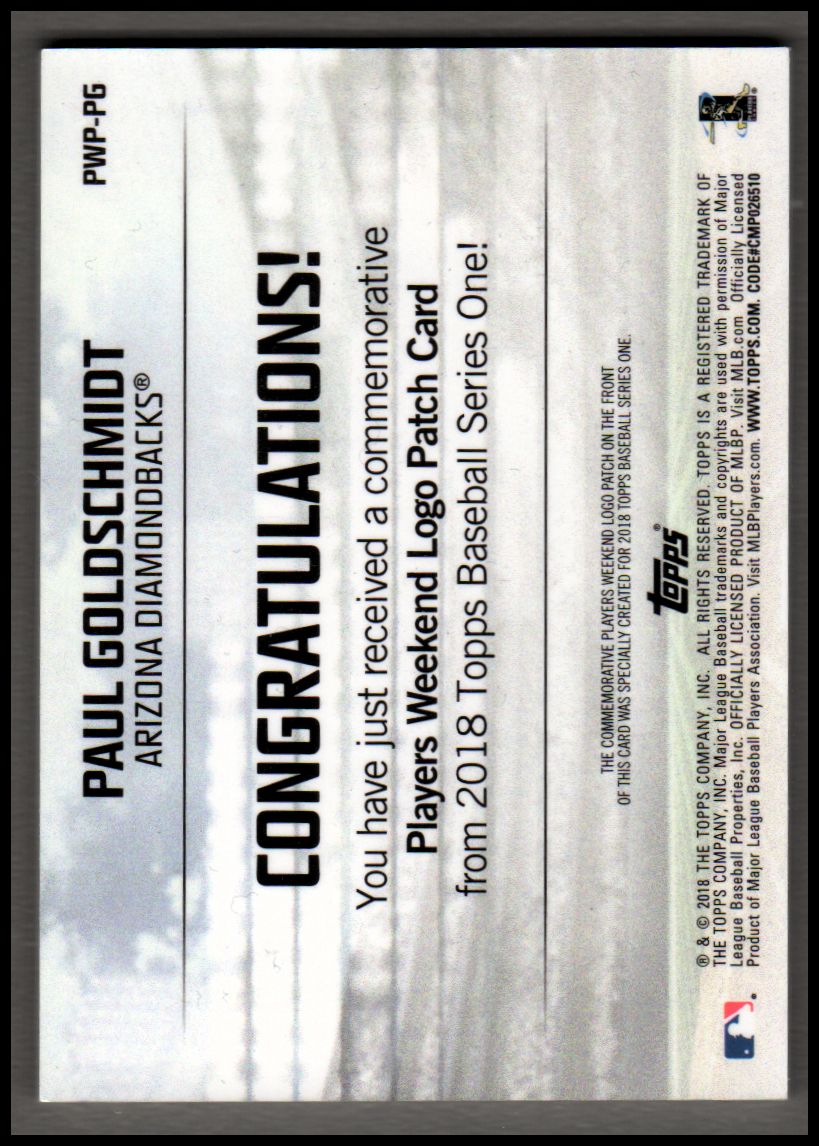 PWP-PG
PAUL GOLDSCHMIDT
ARIZONA DIAMONDBACKS®
CONGRATULATIONS!
You have just received a commemorative
Players Weekend Logo Patch Card
from 2018 Topps Baseball Series One!
THE COMMEMORATIVE PLAYERS WEEKEND LOGO PATCH ON THE FRONT
OF THIS CARD WAS SPECIALLY CREATED FOR 2018 TOPPS BASEBALL SERIES ONE.
topps®
® & © 2018 THE TOPPS COMPANY, INC. ALL RIGHTS RESERVED. TOPPS IS A REGISTERED TRADEMARK OF
THE TOPPS COMPANY, INC. Major League Baseball trademarks and copyrights are used with permission of Major
League Baseball Properties, Inc. OFFICIALLY LICENSED PRODUCT OF MLBP. Visit MLB.com Officially Licensed
Product of Major League Baseball Players Association. Visit MLBPlayers.com. WWW.TOPPS.COM. CODE#CMP026510